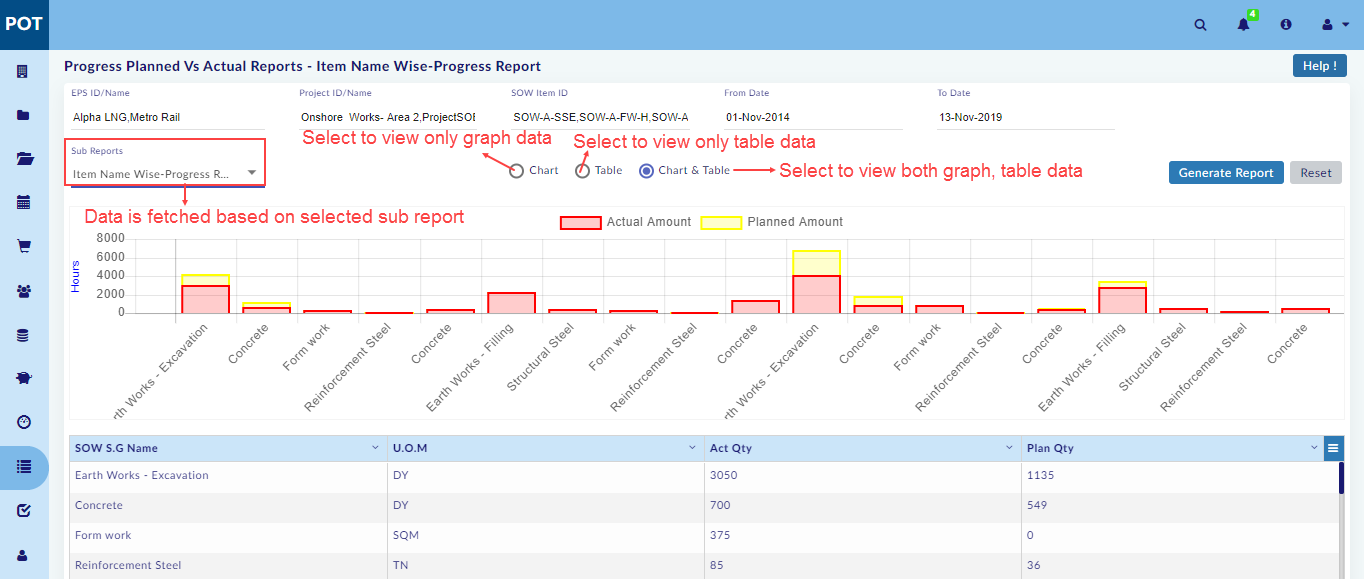 POT
4
Progress Planned Vs Actual Reports - Item Name Wise-Progress Report
Help !
EPS ID/Name
Project ID/Name
SOW Item ID
From Date
To Date
Alpha LNG,Metro Rail
Onshore Works- Area 2,ProjectSOE
SOW-A-SSE,SOW-A-FW-H,SOW-A
01-Nov-2014
13-Nov-2019
Select to view only graph data
Select to view only table data
Sub Reports
Item Name Wise-Progress R...
Chart
Table
Chart & Table
Select to view both graph, table data
Generate Report
Reset
Data is fetched based on selected sub report
Actual Amount
Planned Amount
Hours
8000
6000
4000
2000
0
rth Works - Excavation
Concrete
Form work
Reinforcement Steel
Concrete
Earth Works - Filling
Structural Steel
Form work
Reinforcement Steel
Concrete
rth Works - Excavation
Concrete
Form work
Reinforcement Steel
Concrete
Earth Works - Filling
Structural Steel
Reinforcement Steel
Concrete
SOW S.G Name
U.O.M
Act Qty
Plan Qty
Earth Works - Excavation
DY
3050
1135
Concrete
DY
700
549
Form work
SQM
375
0
Reinforcement Steel
TN
85
36